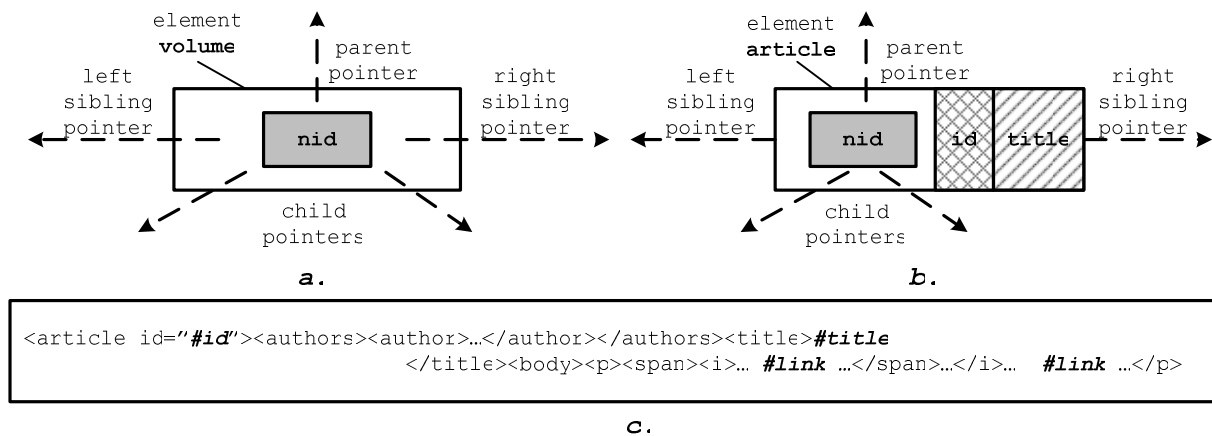 element
volume
parent
pointer
left
sibling
pointer
right
sibling
pointer
nid
child
pointers
a.
element
article
parent
pointer
left
sibling
pointer
right
sibling
pointer
nid
id
title
child
pointers
b.
<article id="#id"><authors><author>…</author></authors><title>#title
</title><body><p><span><i>… #link …</span>…</i>… #link …</p>
c.